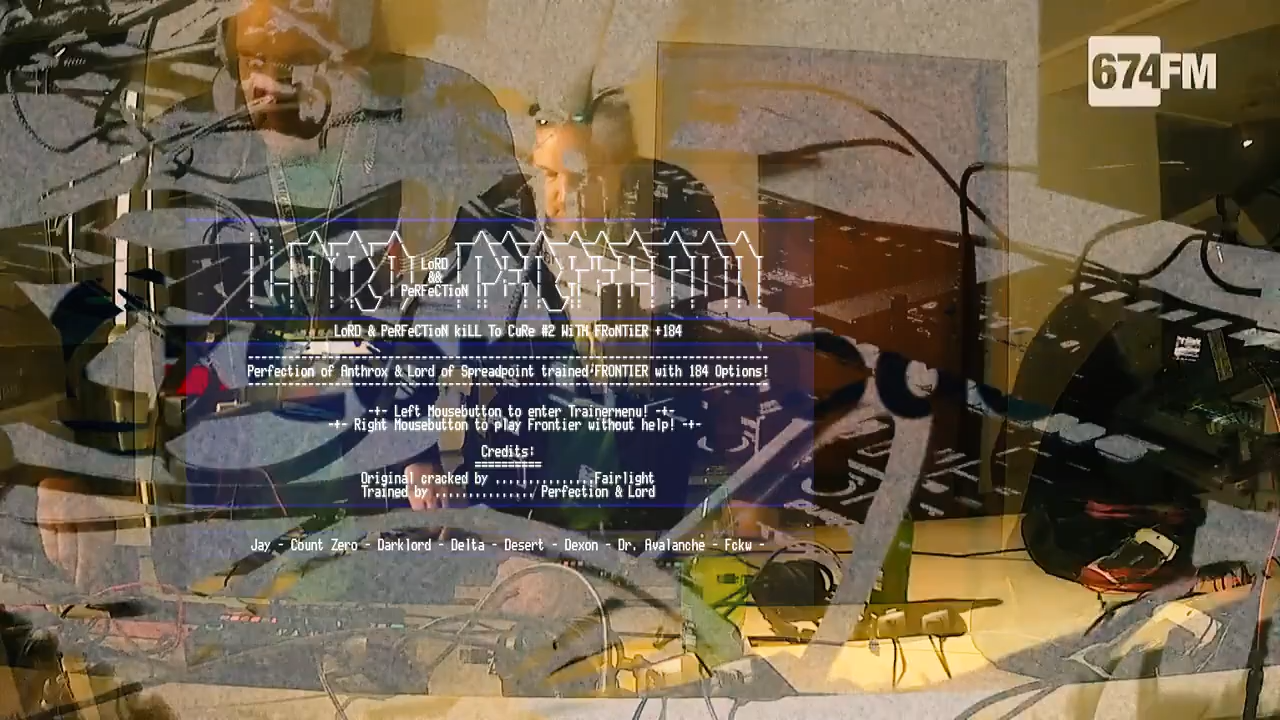 674FM
LoRD
&&
PeRFeCTioN
LoRD & PeRFeCTioN kiLL To CuRe #2 WiTH FRoNTiER +184
Perfection of Anthrox & Lord of Spreadpoint trained FRONTIER with 184 Options!
-+- Left Mousebutton to enter Trainermenu! -+-
-+- Right Mousebutton to play Frontier without help! -+-
Credits:
==========
Original cracked by ...............Fairlight
Trained by ............... Perfection & Lord
Jay - Count Zero - Darklord - Delta - Desert - Dexon - Dr. Avalanche - Fckw -